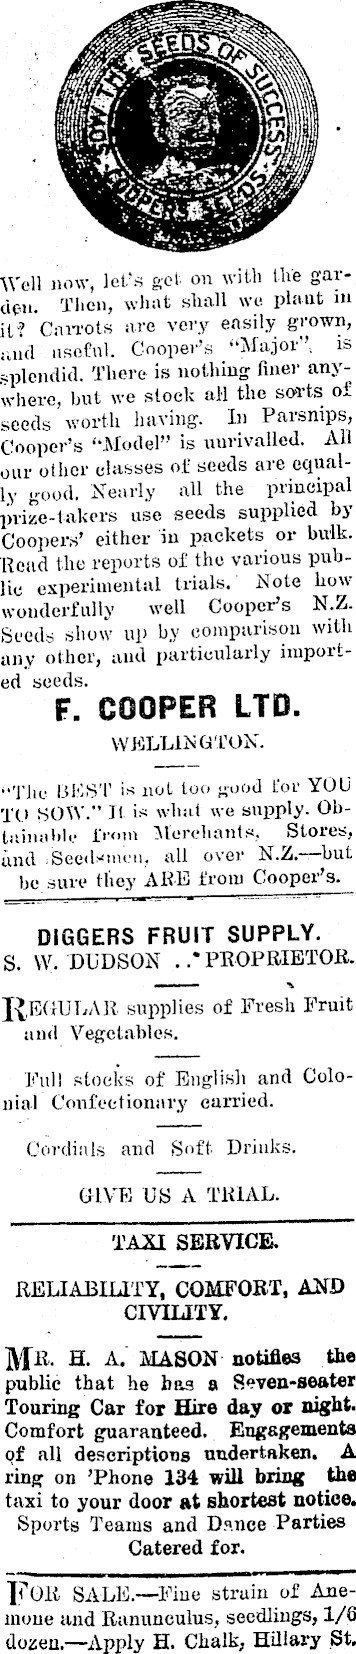 SOW THE SEEDS OF SUCCESS
COOPER'S SEEDS
Well now, let's get on with the gar-
den. Then, what shall we plant in
it? Carrots are very easily grown,
and useful. Cooper's "Major", is
splendid. There is nothing finer any-
where, but we stock all the sorts of
seeds worth having. In Parsnips,
Cooper's "Model" is unrivalled. All
our other classes of seeds are equal-
ly good. Nearly all the principal
prize-takers use seeds supplied by
Coopers' either in packets or bulk.
Read the reports of the various pub-
lic experimental trials. Note how
wonderfully well Cooper's N.Z.
Seeds show up by comparison with
any other, and particularly import-
ed seeds.
F. COOPER LTD.
WELLINGTON.
"The BEST is not too good for YOU
TO SOW." It is what we supply. Ob-
tainable from Merchants, Stores,
and Seedsmen, all over N.Z.—but
be sure they ARE from Cooper's.
DIGGERS FRUIT SUPPLY.
S. W. DUDSON .. PROPRIETOR.
REGULAR supplies of Fresh Fruit
and Vegetables.
Full stocks of English and Colo-
nial Confectionary carried.
Cordials and Soft Drinks.
GIVE US A TRIAL.
TAXI SERVICE.
RELIABILITY, COMFORT, AND
CIVILITY.
MR. H. A. MASON notifies the
public that he has a Seven-seater
Touring Car for Hire day or night.
Comfort guaranteed. Engagements
of all descriptions undertaken. A
ring on 'Phone 134 will bring the
taxi to your door at shortest notice.
Sports Teams and Dance Parties
Catered for.
FOR SALE.—Fine strain of Ane-
mone and Ranunculus, seedlings, 1/6
dozen.—Apply H. Chalk, Hillary St.